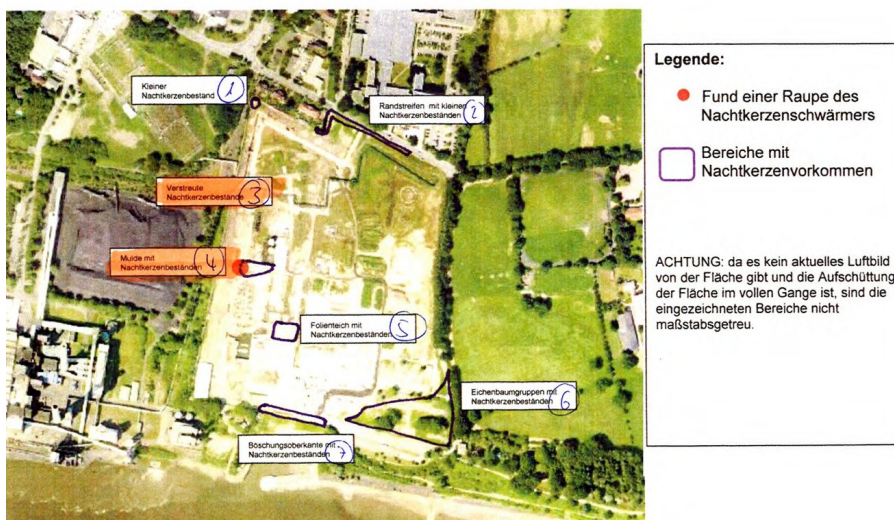 Kleiner
Nachtkerzenbestand 1
Randstreifen mit kleinen
Nachtkerzenbeständen 2
Verstreute
Nachtkerzenbestände 3
Mulde mit
Nachtkerzenbeständen 4
Folienteich mit
Nachtkerzenbeständen 5
Eichenbaumgruppen mit
Nachtkerzenbeständen 6
Böschungsoberkante mit
Nachtkerzenbeständen 7
Legende:
Fund einer Raupe des
Nachtkerzenschwärmers
Bereiche mit
Nachtkerzenvorkommen
ACHTUNG: da es kein aktuelles Luftbild
von der Fläche gibt und die Aufschüttung
der Fläche im vollen Gange ist, sind die
eingezeichneten Bereiche nicht
maßstabsgetreu.